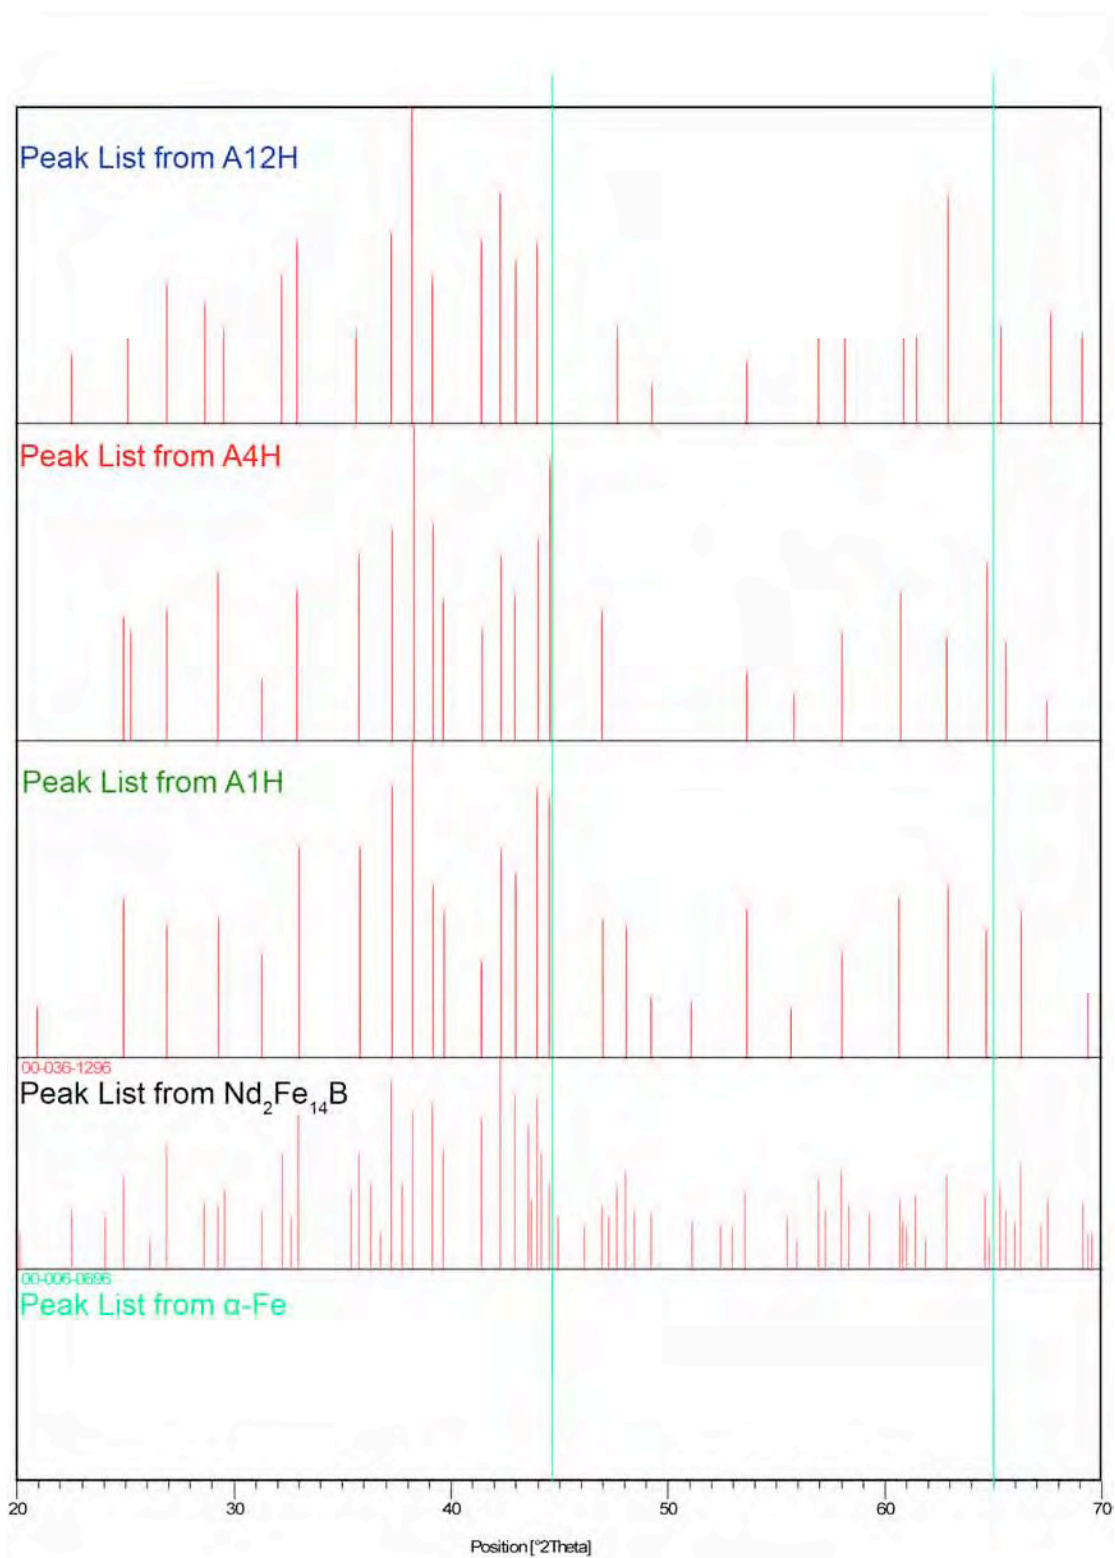 Peak List from A12H
Peak List from A4H
Peak List from A1H
00-036-1296
Peak List from Nd₂Fe₁₄B
00-006-0696
Peak List from α-Fe
20 30 40 50 60 70
Position [°2Theta]